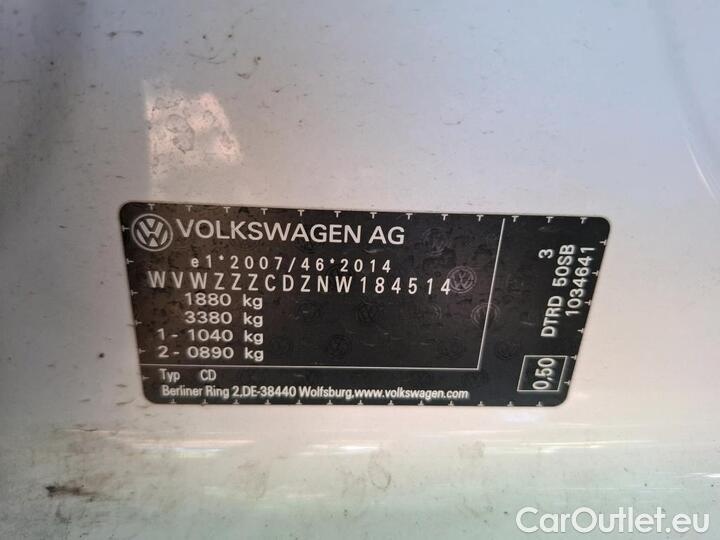 VOLKSWAGEN AG
e1*2007/46*2014
WVWZZZCDZNW184514
1880 kg
3380 kg
1 - 1040 kg
2 - 0890 kg
Typ CD
Berliner Ring 2,DE-38440 Wolfsburg,www.volkswagen.com
3
DTRD 50SB
1034641
0,50
CarOutlet.eu